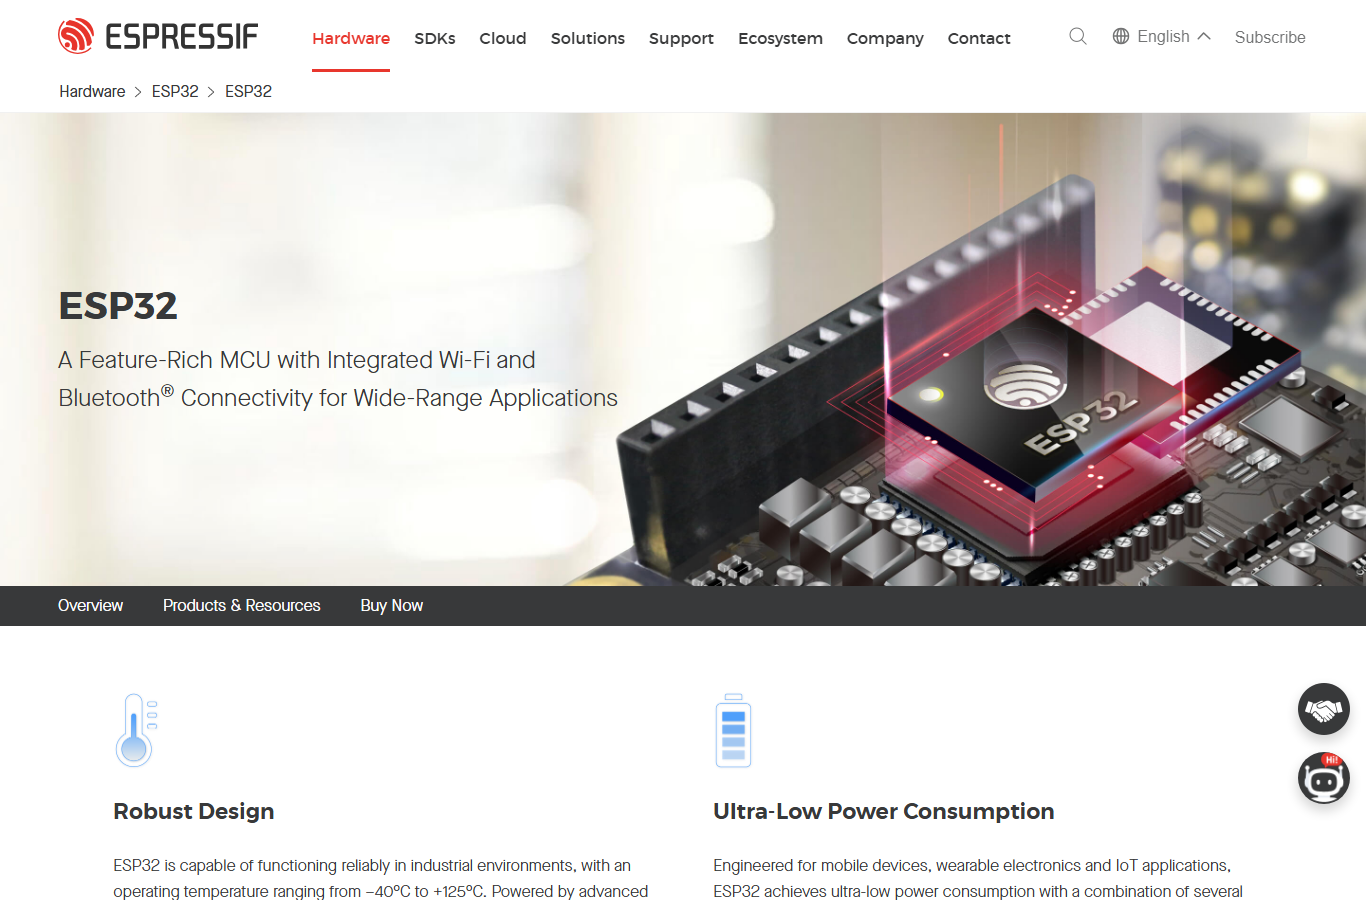 ESPRESSIF
Hardware SDKs Cloud Solutions Support Ecosystem Company Contact
English Subscribe
Hardware > ESP32 > ESP32
ESP32
A Feature-Rich MCU with Integrated Wi-Fi and
Bluetooth® Connectivity for Wide-Range Applications
ESP32
Overview Products & Resources Buy Now
Hi!
Robust Design
ESP32 is capable of functioning reliably in industrial environments, with an
operating temperature ranging from –40°C to +125°C. Powered by advanced
Ultra-Low Power Consumption
Engineered for mobile devices, wearable electronics and IoT applications,
ESP32 achieves ultra-low power consumption with a combination of several